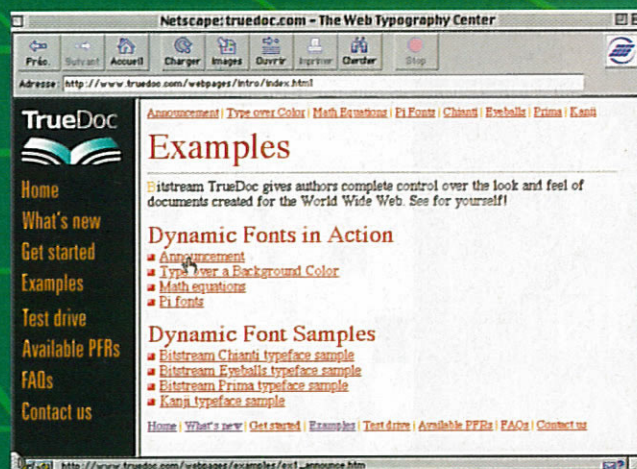 Netscape: truedoc.com - The Web Typography Center
Préc. Suivant Accueil Charger Images Ouvrir Imprimer Chercher Stop
Adresse: http://www.truedoc.com/webpages/intro/index.html
TrueDoc
Home
What's new
Get started
Examples
Test drive
Available PFRs
FAQs
Contact us
Announcement | Type over Color | Math Equations | Pi Fonts | Chianti | Eyeballs | Prima | Kanji
Examples
Bitstream TrueDoc gives authors complete control over the look and feel of
documents created for the World Wide Web. See for yourself!
Dynamic Fonts in Action
Announcement
Type over a Background Color
Math equations
Pi fonts
Dynamic Font Samples
Bitstream Chianti typeface sample
Bitstream Eyeballs typeface sample
Bitstream Prima typeface sample
Kanji typeface sample
Home | What's new | Get started | Examples | Test drive | Available PFRs | FAQs | Contact us
http://www.truedoc.com/webpages/examples/ex1_announce.htm